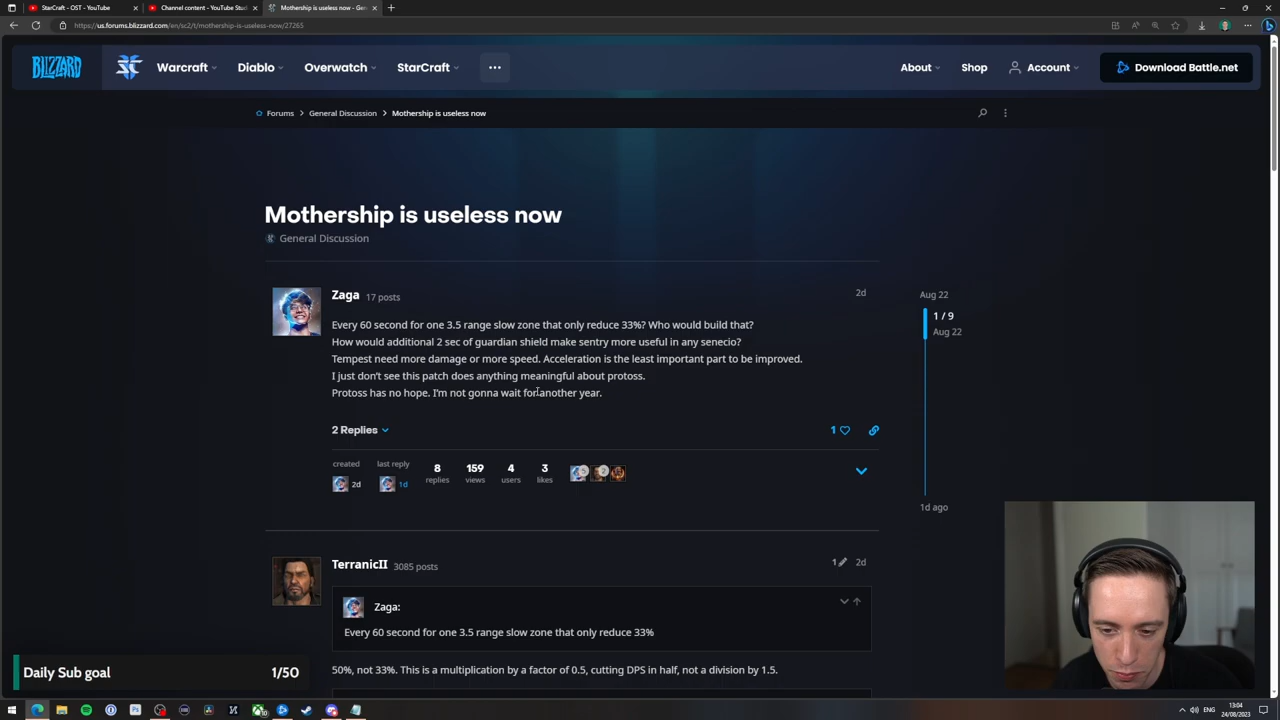 StarCraft - OST - YouTube
Channel content - YouTube Stud
Mothership is useless now - Gen
https://us.forums.blizzard.com/en/sc2/t/mothership-is-useless-now/27265
BLIZZARD
Warcraft
Diablo
Overwatch
StarCraft
About
Shop
Account
Download Battle.net
Forums
General Discussion
Mothership is useless now
Mothership is useless now
General Discussion
Zaga 17 posts
2d
Every 60 second for one 3.5 range slow zone that only reduce 33%? Who would build that?
How would additional 2 sec of guardian shield make sentry more useful in any senecio?
Tempest need more damage or more speed. Acceleration is the least important part to be improved.
I just don't see this patch does anything meaningful about protoss.
Protoss has no hope. I'm not gonna wait for another year.
2 Replies
1
created
2d
last reply
1d
8
replies
159
views
4
users
3
likes
Aug 22
1 / 9
Aug 22
1d ago
TerranicII 3085 posts
1
2d
Zaga:
Every 60 second for one 3.5 range slow zone that only reduce 33%
50%, not 33%. This is a multiplication by a factor of 0.5, cutting DPS in half, not a division by 1.5.
Daily Sub goal 1/50
ENG
13:04
24/08/2023